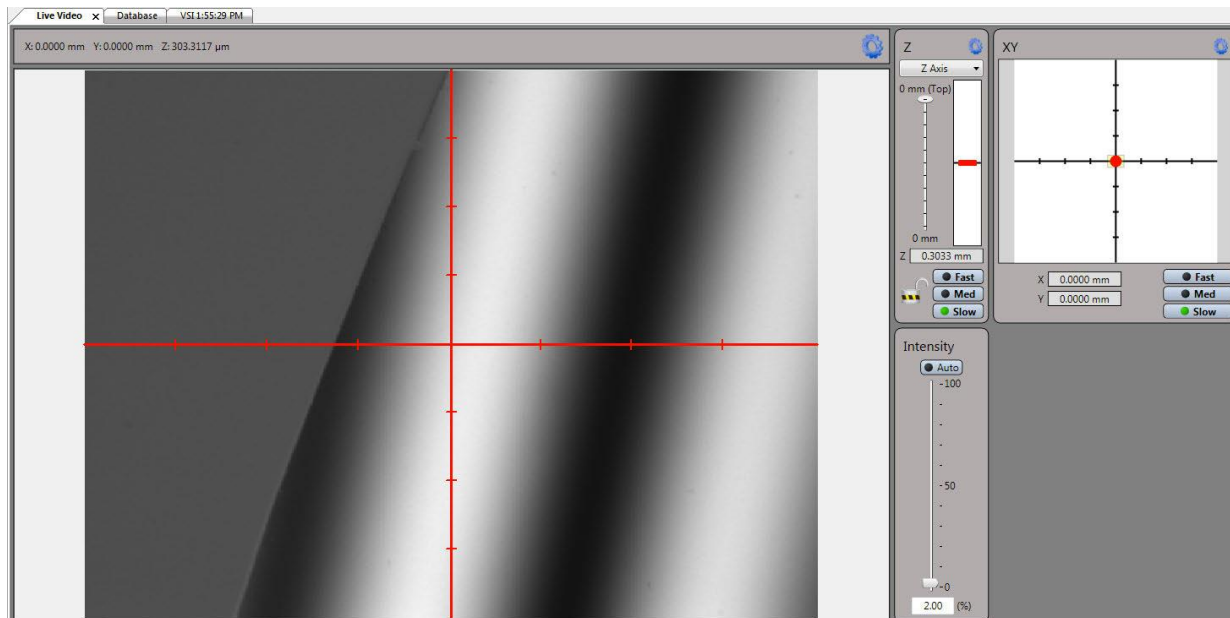 Live Video x Database VSI 1:55:29 PM
X: 0.0000 mm Y: 0.0000 mm Z: 303.3117 µm
Z
Z Axis
0 mm (Top)
0 mm
Z 0.3033 mm
Fast
Med
Slow
XY
X 0.0000 mm
Y 0.0000 mm
Fast
Med
Slow
Intensity
Auto
-100
-50
-0
2.00 (%)